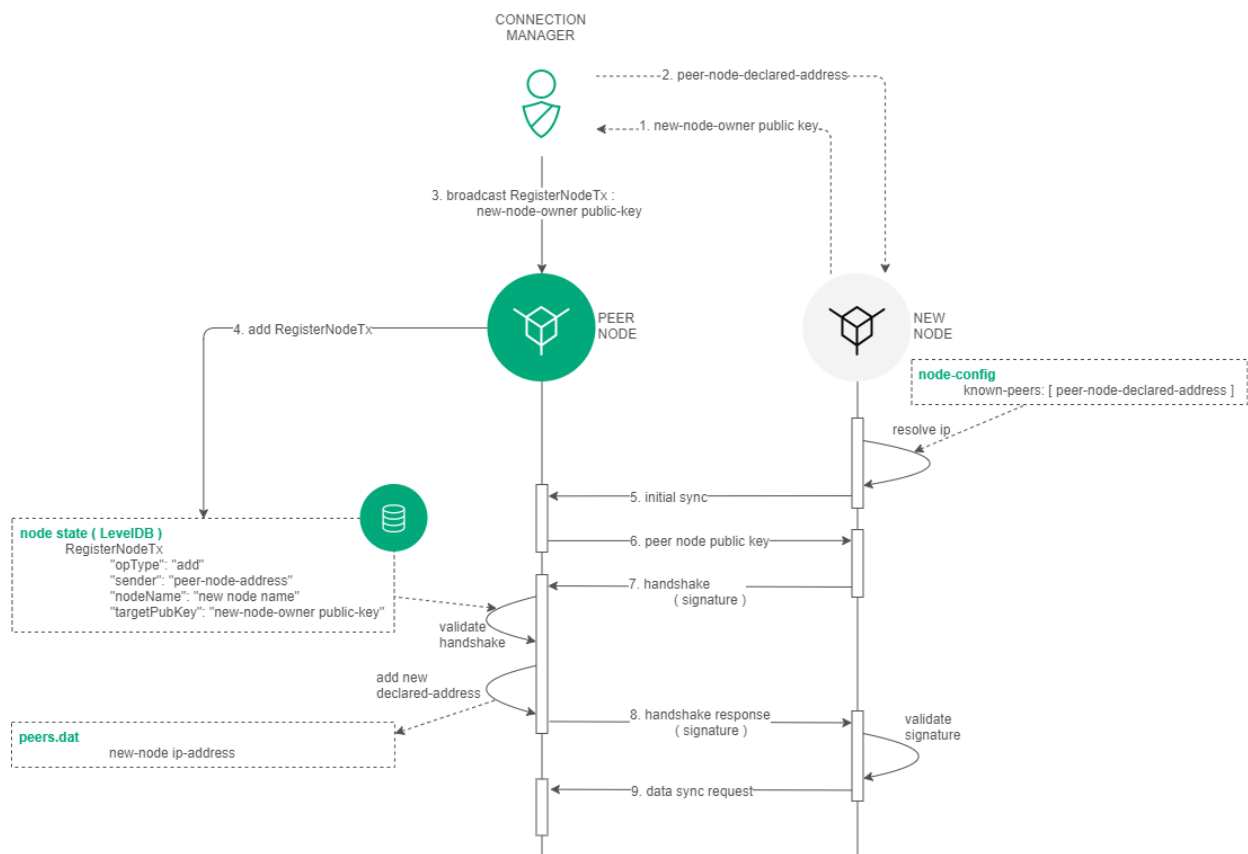 CONNECTION
MANAGER
2. peer-node-declared-address
1. new-node-owner public key
3. broadcast RegisterNodeTx :
new-node-owner public-key
PEER
NODE
NEW
NODE
4. add RegisterNodeTx
node-config
known-peers: [ peer-node-declared-address ]
resolve ip
5. initial sync
node state ( LevelDB )
RegisterNodeTx
"opType": "add"
"sender": "peer-node-address"
"nodeName": "new node name"
"targetPubKey": "new-node-owner public-key"
6. peer node public key
7. handshake
( signature )
validate
handshake
add new
declared-address
8. handshake response
( signature )
validate
signature
peers.dat
new-node ip-address
9. data sync request